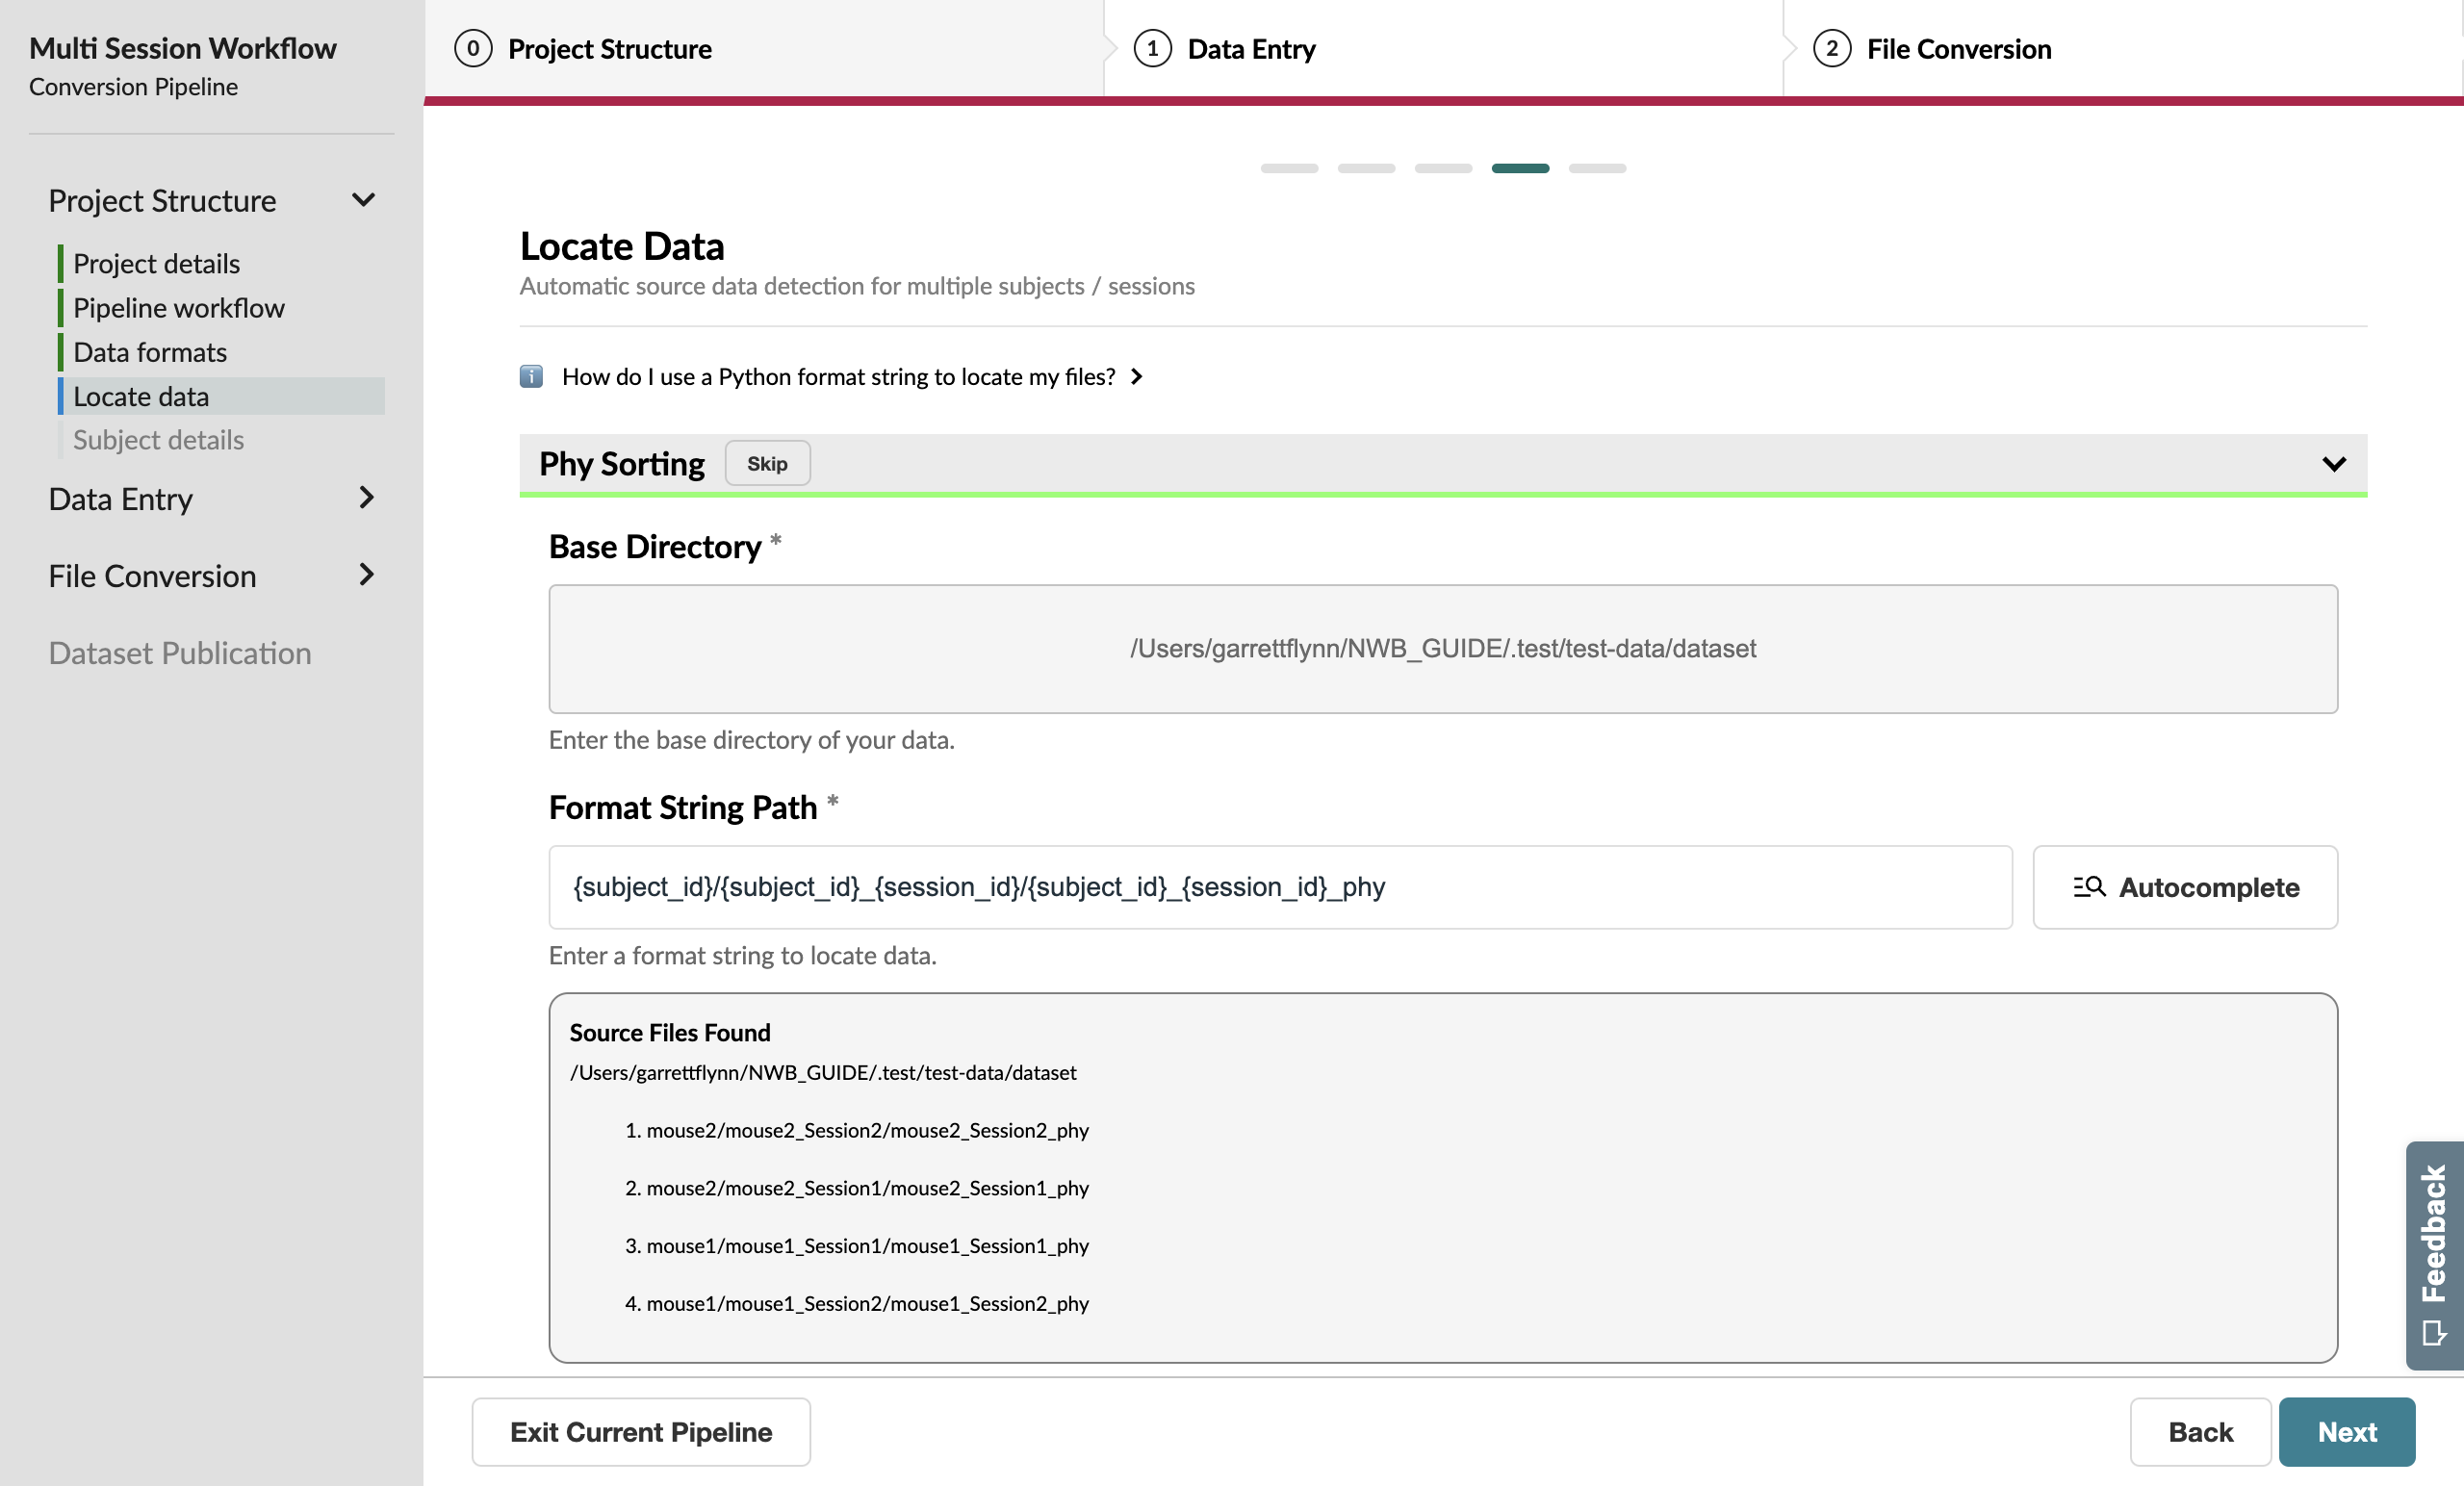 Multi Session Workflow
Conversion Pipeline
Project Structure
Project details
Pipeline workflow
Data formats
Locate data
Subject details
Data Entry
File Conversion
Dataset Publication
0 Project Structure
1 Data Entry
2 File Conversion
Locate Data
Automatic source data detection for multiple subjects / sessions
i How do I use a Python format string to locate my files?
Phy Sorting Skip
Base Directory *
/Users/garrettflynn/NWB_GUIDE/.test/test-data/dataset
Enter the base directory of your data.
Format String Path *
{subject_id}/{subject_id}_{session_id}/{subject_id}_{session_id}_phy
Autocomplete
Enter a format string to locate data.
Source Files Found
/Users/garrettflynn/NWB_GUIDE/.test/test-data/dataset
1. mouse2/mouse2_Session2/mouse2_Session2_phy
2. mouse2/mouse2_Session1/mouse2_Session1_phy
3. mouse1/mouse1_Session1/mouse1_Session1_phy
4. mouse1/mouse1_Session2/mouse1_Session2_phy
Feedback
Exit Current Pipeline
Back
Next